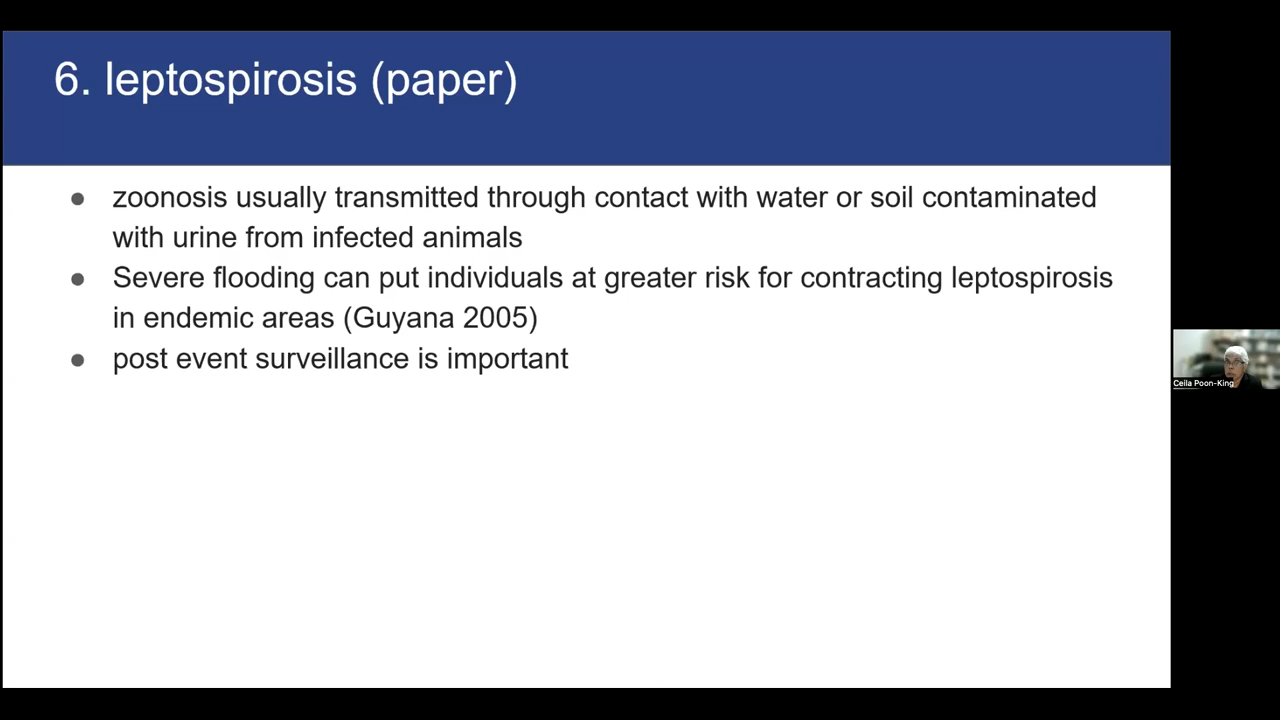 6. leptospirosis (paper)
● zoonosis usually transmitted through contact with water or soil contaminated
with urine from infected animals
● Severe flooding can put individuals at greater risk for contracting leptospirosis
in endemic areas (Guyana 2005)
● post event surveillance is important
Ceila Poon-King